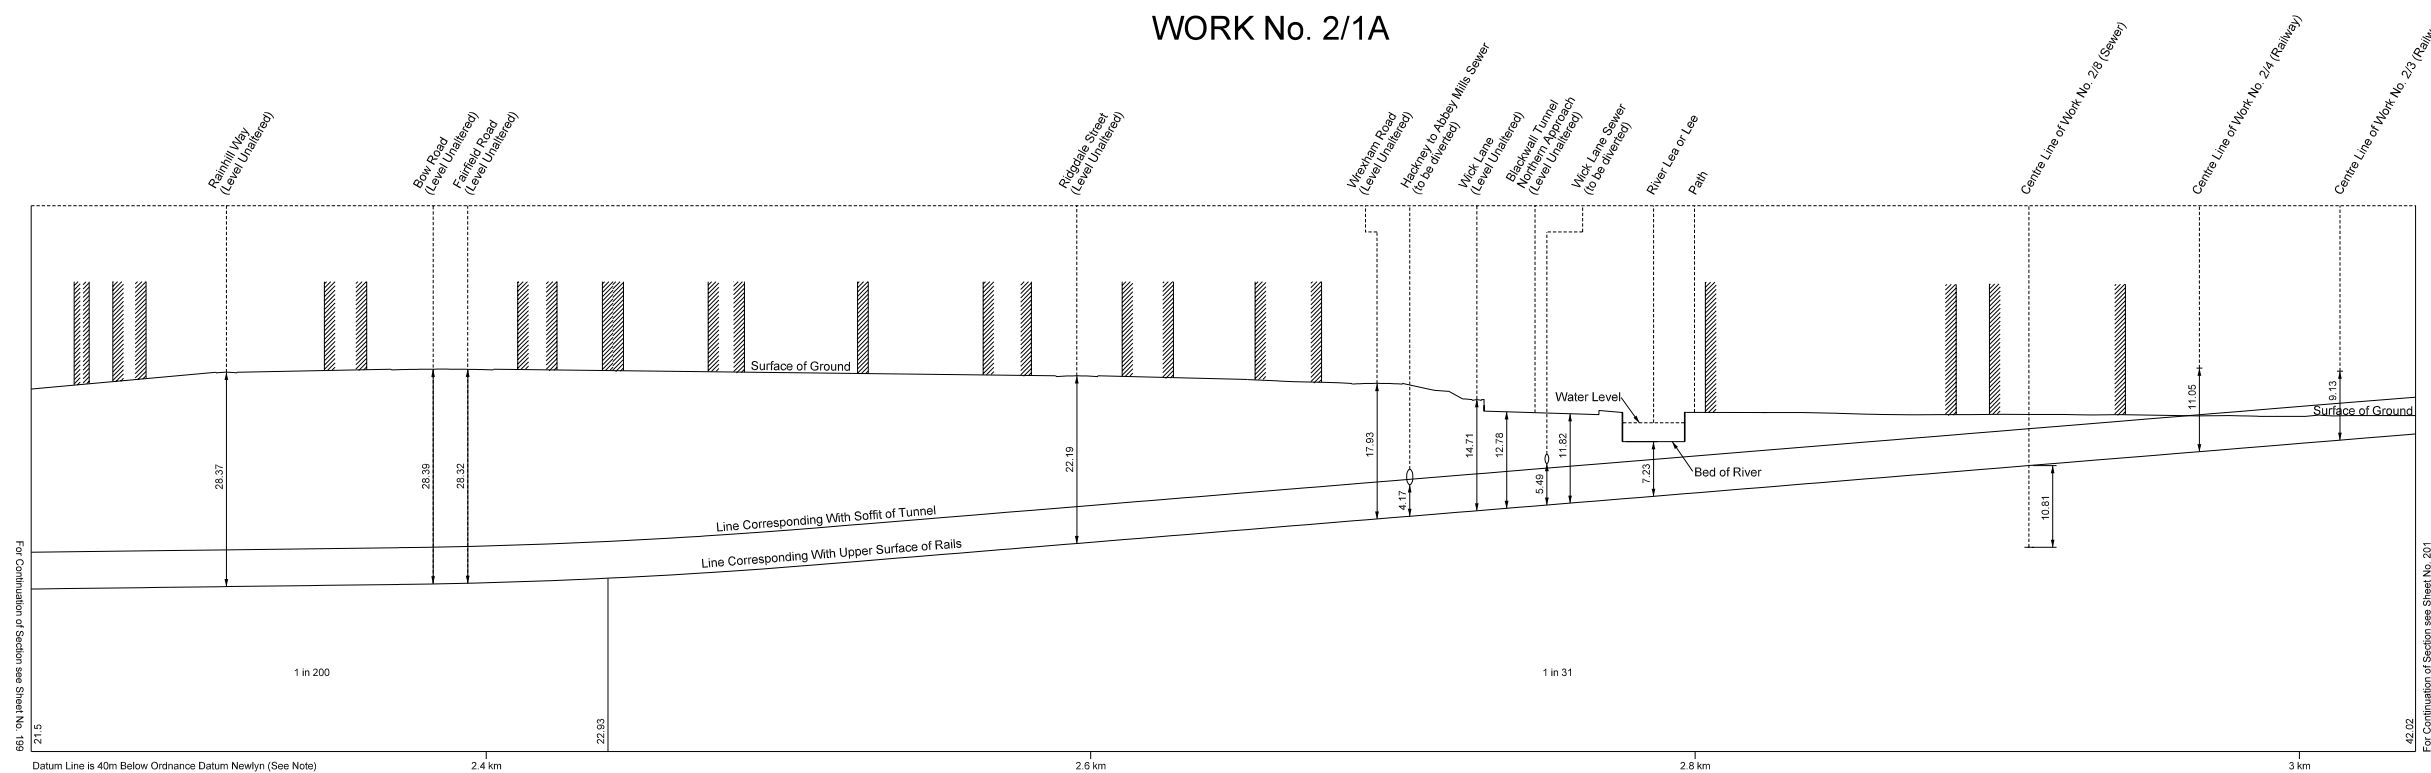 WORK No. 2/1A
Rainhill Way
(Level Unaltered)
Bow Road
(Level Unaltered)
Fairfield Road
(Level Unaltered)
Ridgdale Street
(Level Unaltered)
Wrexham Road
(Level Unaltered)
Hackney to Abbey Mills Sewer
(to be diverted)
Wick Lane
(Level Unaltered)
Blackwall Tunnel
Northern Approach
(Level Unaltered)
Wick Lane Sewer
(to be diverted)
River Lea or Lee
Path
Centre Line of Work No. 2/8 (Sewer)
Centre Line of Work No. 2/4 (Railway)
Centre Line of Work No. 2/3 (Railw
Surface of Ground
Water Level
Surface of Ground
Bed of River
28.37
28.39
28.32
22.19
17.93
4.17
14.71
12.78
5.49
11.82
7.23
10.81
11.05
9.13
Line Corresponding With Soffit of Tunnel
Line Corresponding With Upper Surface of Rails
For Continuation of Section see Sheet No. 199
For Continuation of Section see Sheet No. 201
1 in 200
1 in 31
21.5
22.93
42.02
Datum Line is 40m Below Ordnance Datum Newlyn (See Note)
2.4 km
2.6 km
2.8 km
3 km